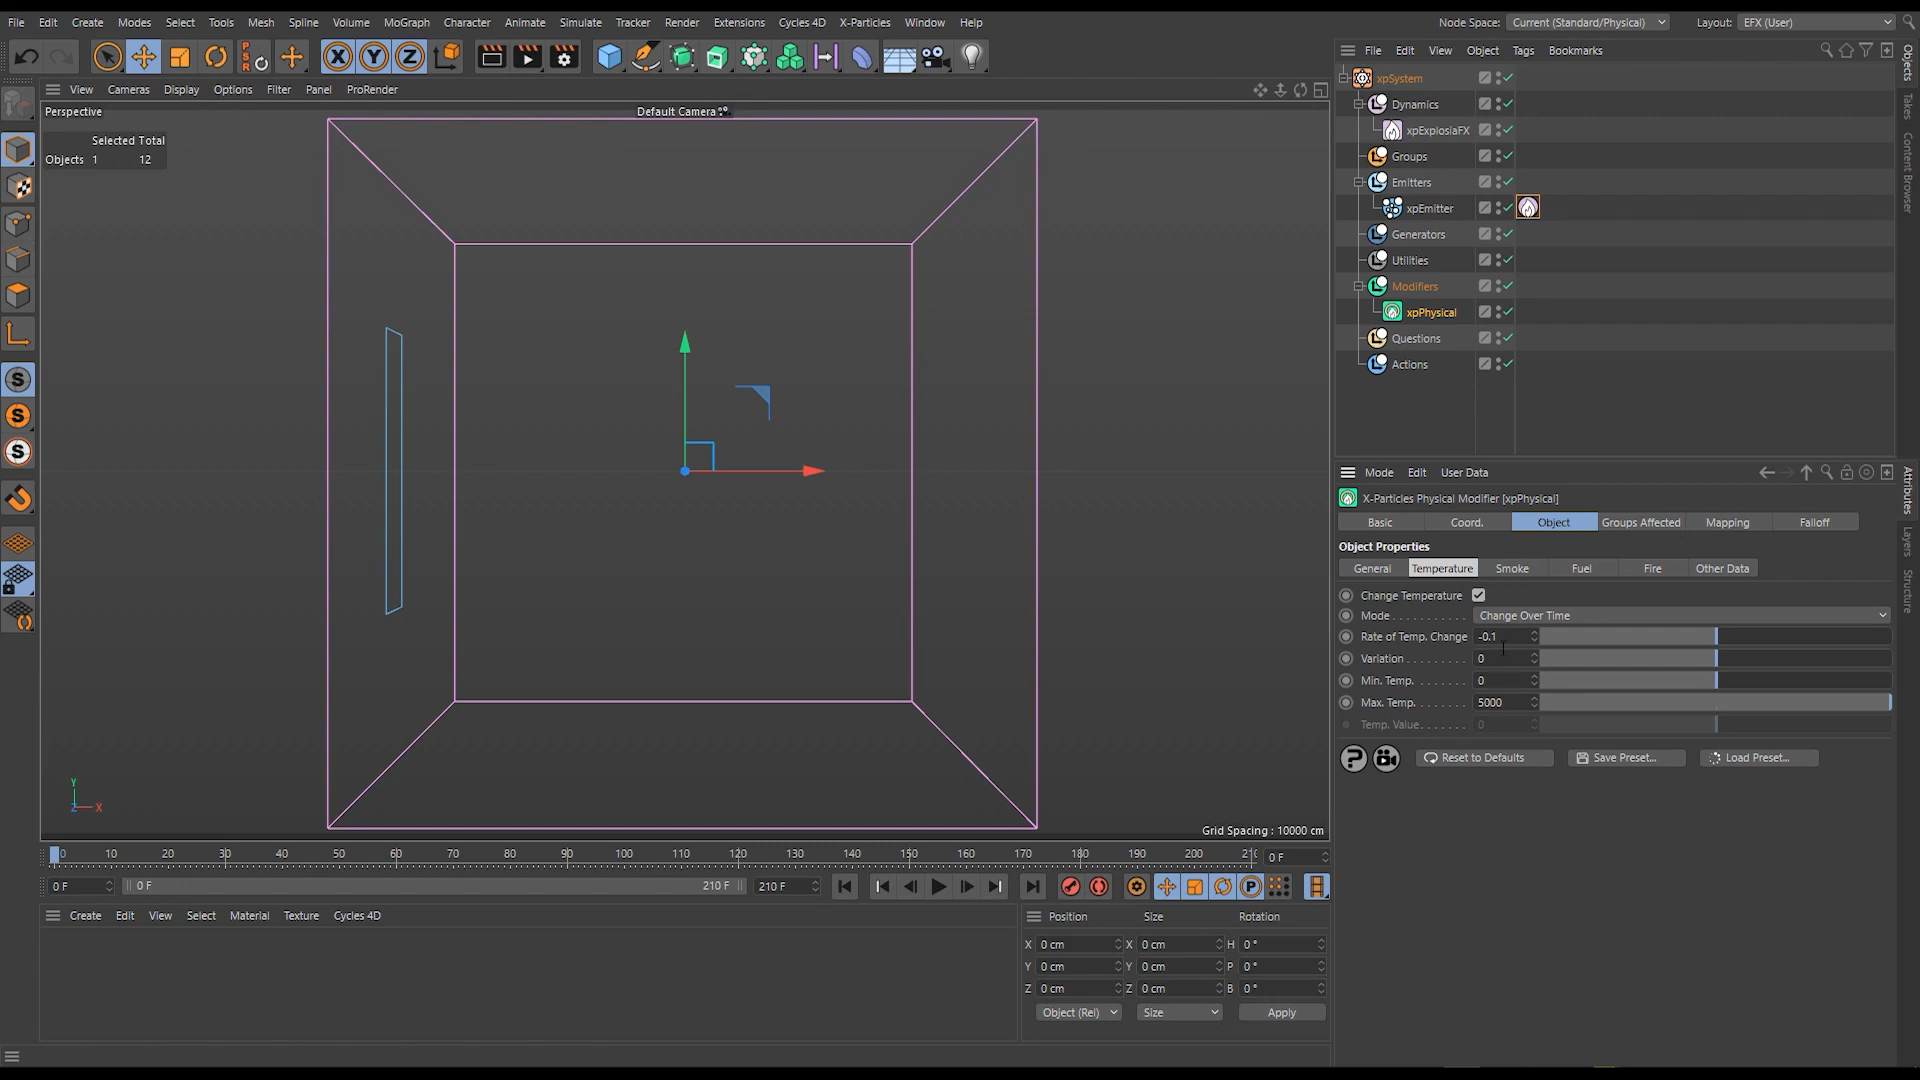 File Edit Create Modes Select Tools Mesh Spline Volume MoGraph Character Animate Simulate Tracker Render Extensions Cycles 4D X-Particles Window Help Node Space: Current (Standard/Physical) Layout: EFX (User)
PSR X Y Z
File Edit View Object Tags Bookmarks
View Cameras Display Options Filter Panel ProRender
Perspective Default Camera
Selected Total
Objects 1 12
xpSystem
Dynamics
xpExplosiaFX
Groups
Emitters
xpEmitter
Generators
Utilities
Modifiers
xpPhysical
Questions
Actions
Objects
Takes
Content Browser
S
S
S
Y
Z X
Grid Spacing : 10000 cm
Mode Edit User Data
X-Particles Physical Modifier [xpPhysical]
Basic Coord. Object Groups Affected Mapping Falloff
Object Properties
General Temperature Smoke Fuel Fire Other Data
Change Temperature
Mode . . . . . . . . . . . Change Over Time
Rate of Temp. Change -0.1
Variation . . . . . . . . 0
Min. Temp. . . . . . . . 0
Max. Temp. . . . . . . . 5000
Temp. Value. . . . . . . 0
? Reset to Defaults Save Preset... Load Preset...
Attributes
Layers
Structure
0 10 20 30 40 50 60 70 80 90 100 110 120 130 140 150 160 170 180 190 200 0 F
0 F 0 F 210 F 210 F P
Create Edit View Select Material Texture Cycles 4D
Position Size Rotation
X 0 cm X 0 cm H 0 °
Y 0 cm Y 0 cm P 0 °
Z 0 cm Z 0 cm B 0 °
Object (Rel) Size Apply